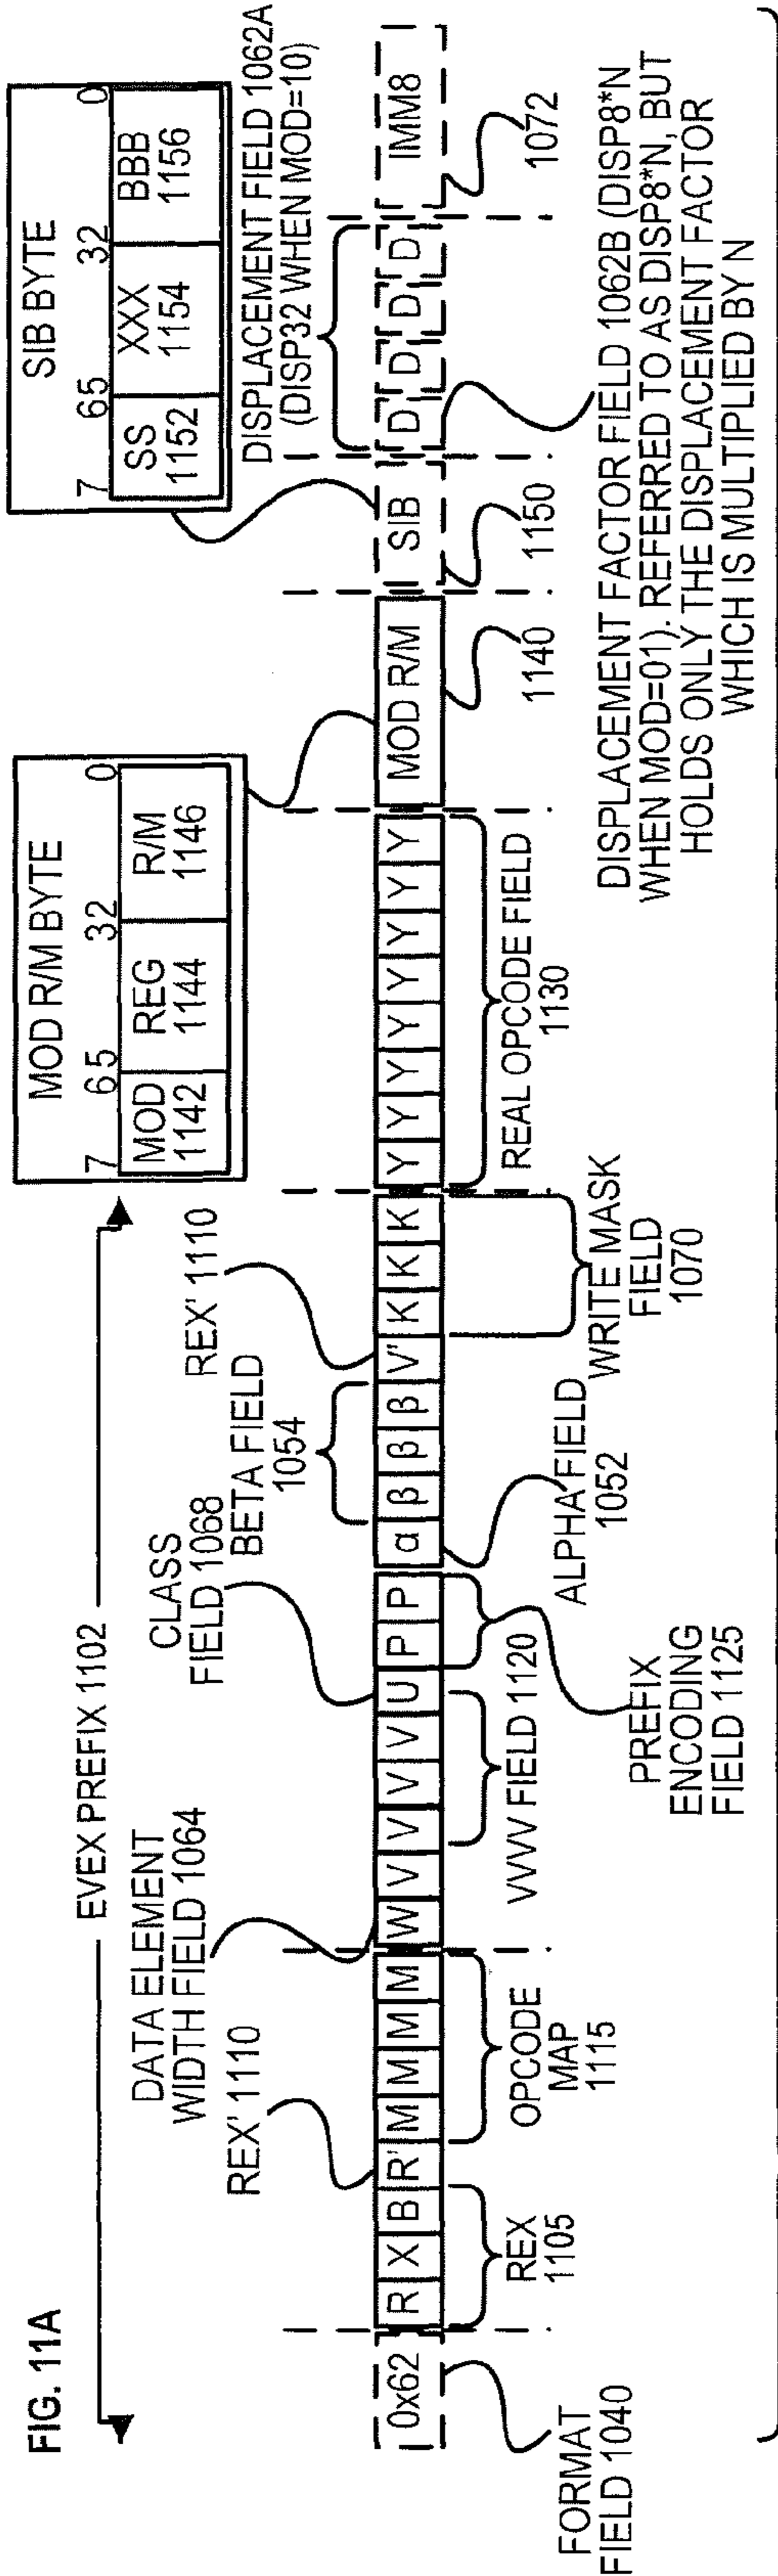 FIG. 11A
EVEX PREFIX 1102
MOD R/M BYTE
7 6 5 3 2 0
MOD
1142
REG
1144
R/M
1146
SIB BYTE
7 6 5 3 2 0
SS
1152
XXX
1154
BBB
1156
DATA ELEMENT
WIDTH FIELD 1064
CLASS
FIELD 1068
BETA FIELD
1054
REX' 1110
REX' 1110
DISPLACEMENT FIELD 1062A
(DISP32 WHEN MOD=10)
0x62 R X B R' M M M M W V V V V U P P α β β β V' K K K Y Y Y Y Y Y Y Y MOD R/M SIB D D D D IMM8
FORMAT
FIELD 1040
REX
1105
OPCODE
MAP
1115
VVVV FIELD 1120
PREFIX
ENCODING
FIELD 1125
ALPHA FIELD
1052
WRITE MASK
FIELD
1070
REAL OPCODE FIELD
1130
1140
1150
1072
DISPLACEMENT FACTOR FIELD 1062B (DISP8*N
WHEN MOD=01). REFERRED TO AS DISP8*N, BUT
HOLDS ONLY THE DISPLACEMENT FACTOR
WHICH IS MULTIPLIED BY N